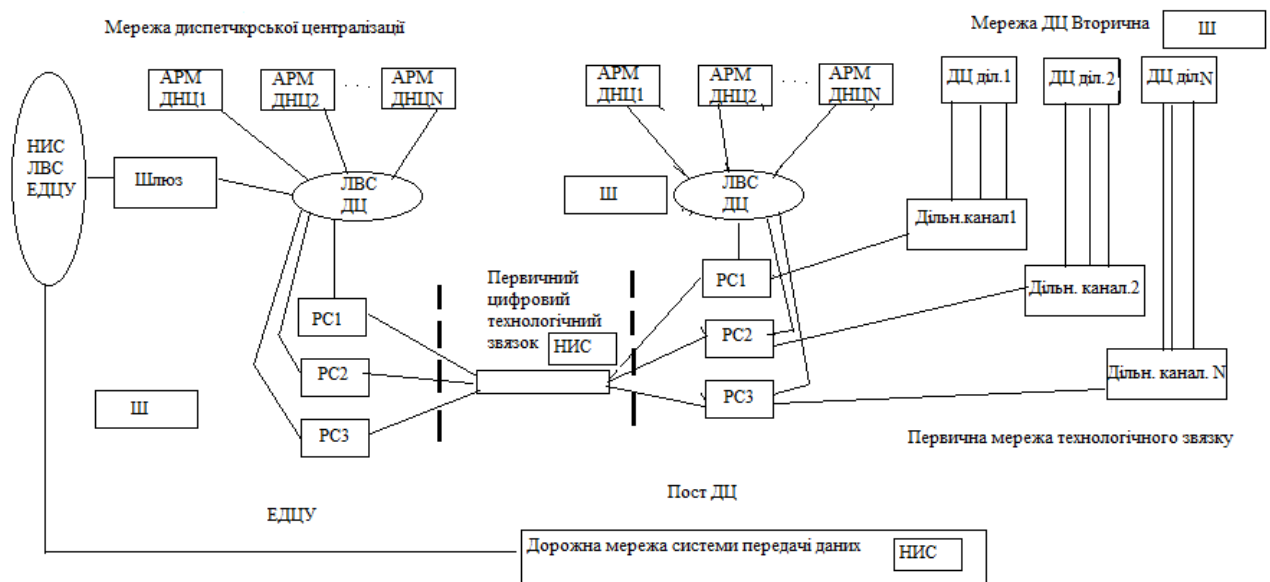 Мережа диспетчкрської централізації
Мережа ДЦ Вторична
Ш
АРМ
ДНЦ1
АРМ
ДНЦ2
. . .
АРМ
ДНЦN
АРМ
ДНЦ1
АРМ
ДНЦ2
. . .
АРМ
ДНЦN
ДЦ діл.1
ДЦ діл.2
ДЦ ділN
НИС
ЛВС
ЕДЦУ
Шлюз
ЛВС
ДЦ
Ш
ЛВС
ДЦ
Дільн.канал1
Первичний
цифровий
технологічний
звязок
НИС
РС1
РС2
РС3
РС1
РС2
РС3
Дільн. канал.2
Дільн. канал. N
Ш
Первична мережа технологічного звязку
Пост ДЦ
ЕДЦУ
Дорожна мережа системи передачі даних
НИС